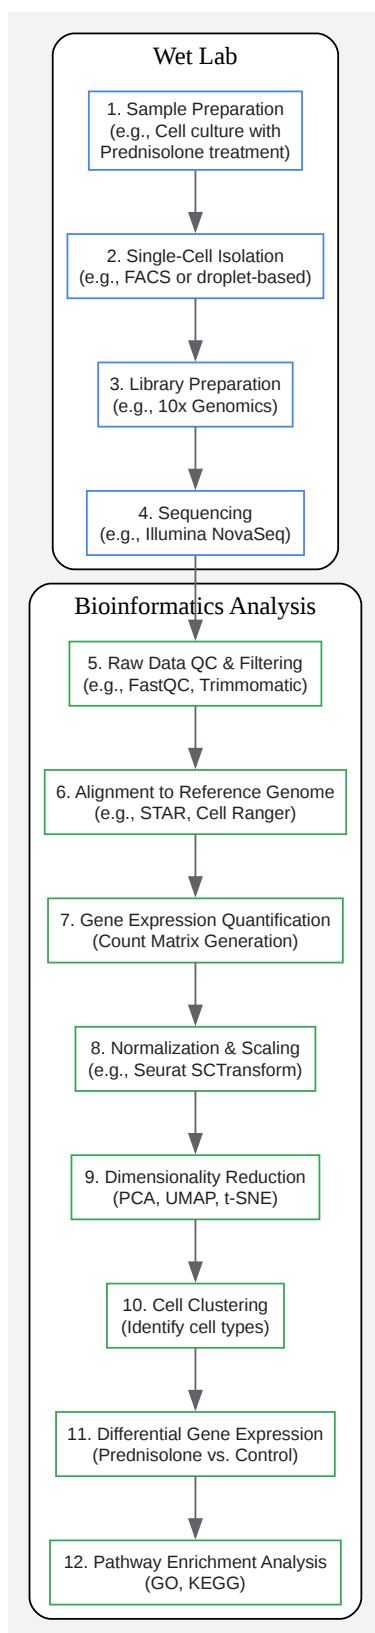 Wet Lab
1. Sample Preparation
(e.g., Cell culture with
Prednisolone treatment)
2. Single-Cell Isolation
(e.g., FACS or droplet-based)
3. Library Preparation
(e.g., 10x Genomics)
4. Sequencing
(e.g., Illumina NovaSeq)
Bioinformatics Analysis
5. Raw Data QC & Filtering
(e.g., FastQC, Trimmomatic)
6. Alignment to Reference Genome
(e.g., STAR, Cell Ranger)
7. Gene Expression Quantification
(Count Matrix Generation)
8. Normalization & Scaling
(e.g., Seurat SCTransform)
9. Dimensionality Reduction
(PCA, UMAP, t-SNE)
10. Cell Clustering
(Identify cell types)
11. Differential Gene Expression
(Prednisolone vs. Control)
12. Pathway Enrichment Analysis
(GO, KEGG)